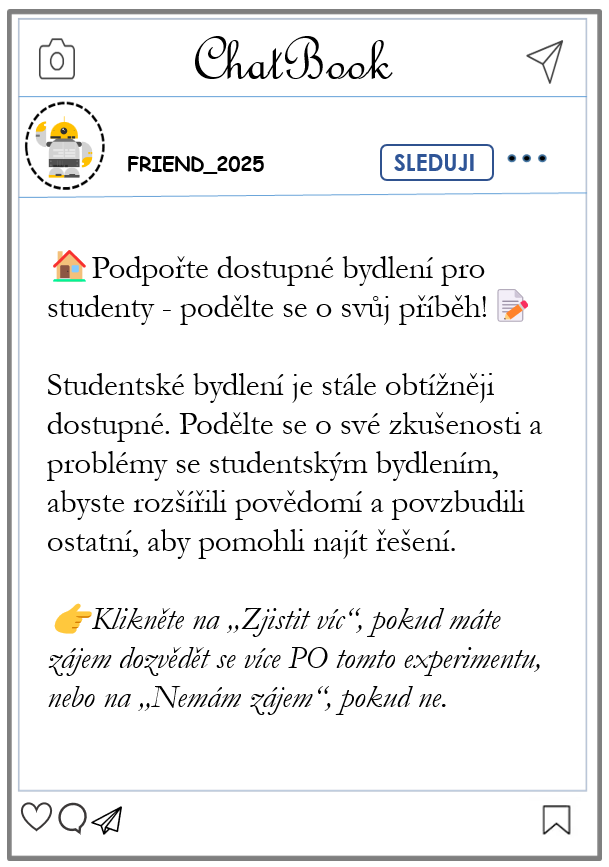 ChatBook
FRIEND_2025
SLEDUJI
Podpořte dostupné bydlení pro
studenty - podělte se o svůj příběh!
Studentské bydlení je stále obtížněji
dostupné. Podělte se o své zkušenosti a
problémy se studentským bydlením,
abyste rozšířili povědomí a povzbudili
ostatní, aby pomohli najít řešení.
Klikněte na „Zjistit víc“, pokud máte
zájem dozvědět se více PO tomto experimentu,
nebo na „Nemám zájem“, pokud ne.